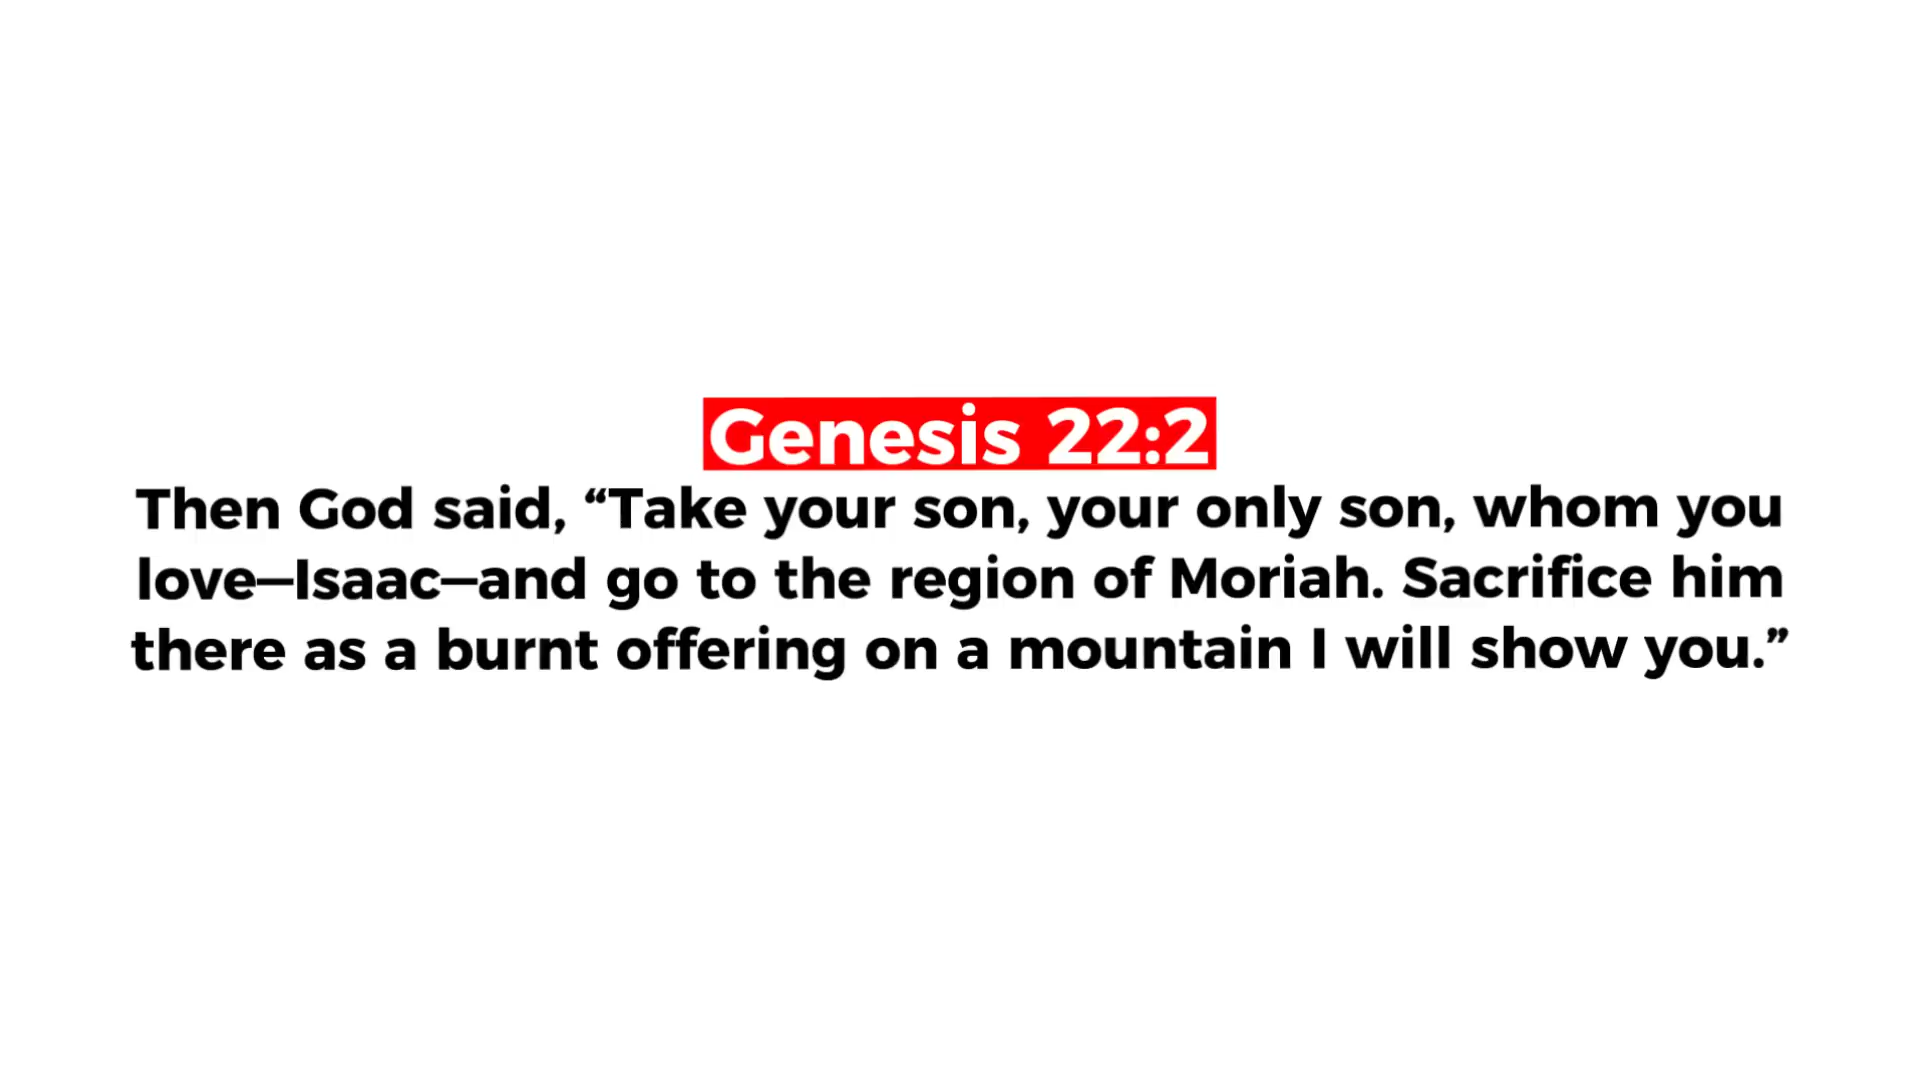 Genesis 22:2
Then God said, “Take your son, your only son, whom you
love—Isaac—and go to the region of Moriah. Sacrifice him
there as a burnt offering on a mountain I will show you.”